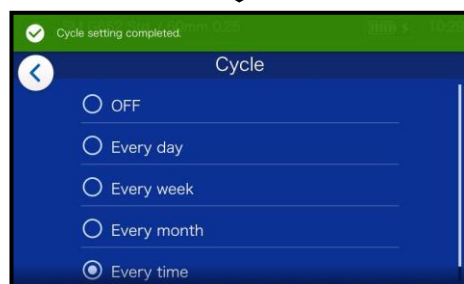 Cycle setting completed.
Cycle
OFF
Every day
Every week
Every month
Every time